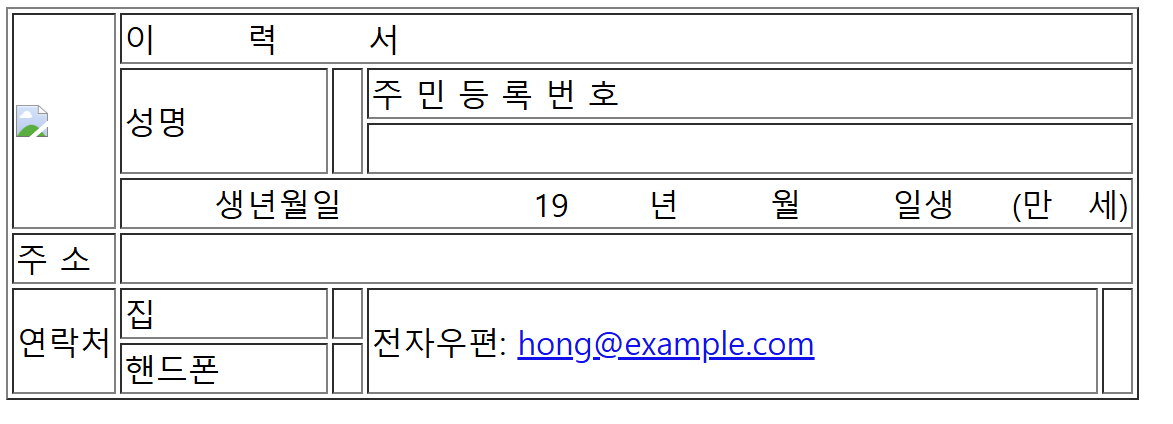 이 력 서
성명
주 민 등 록 번 호
생년월일 19 년 월 일생 (만 세)
주 소
연락처
집
핸드폰
전자우편: hong@example.com